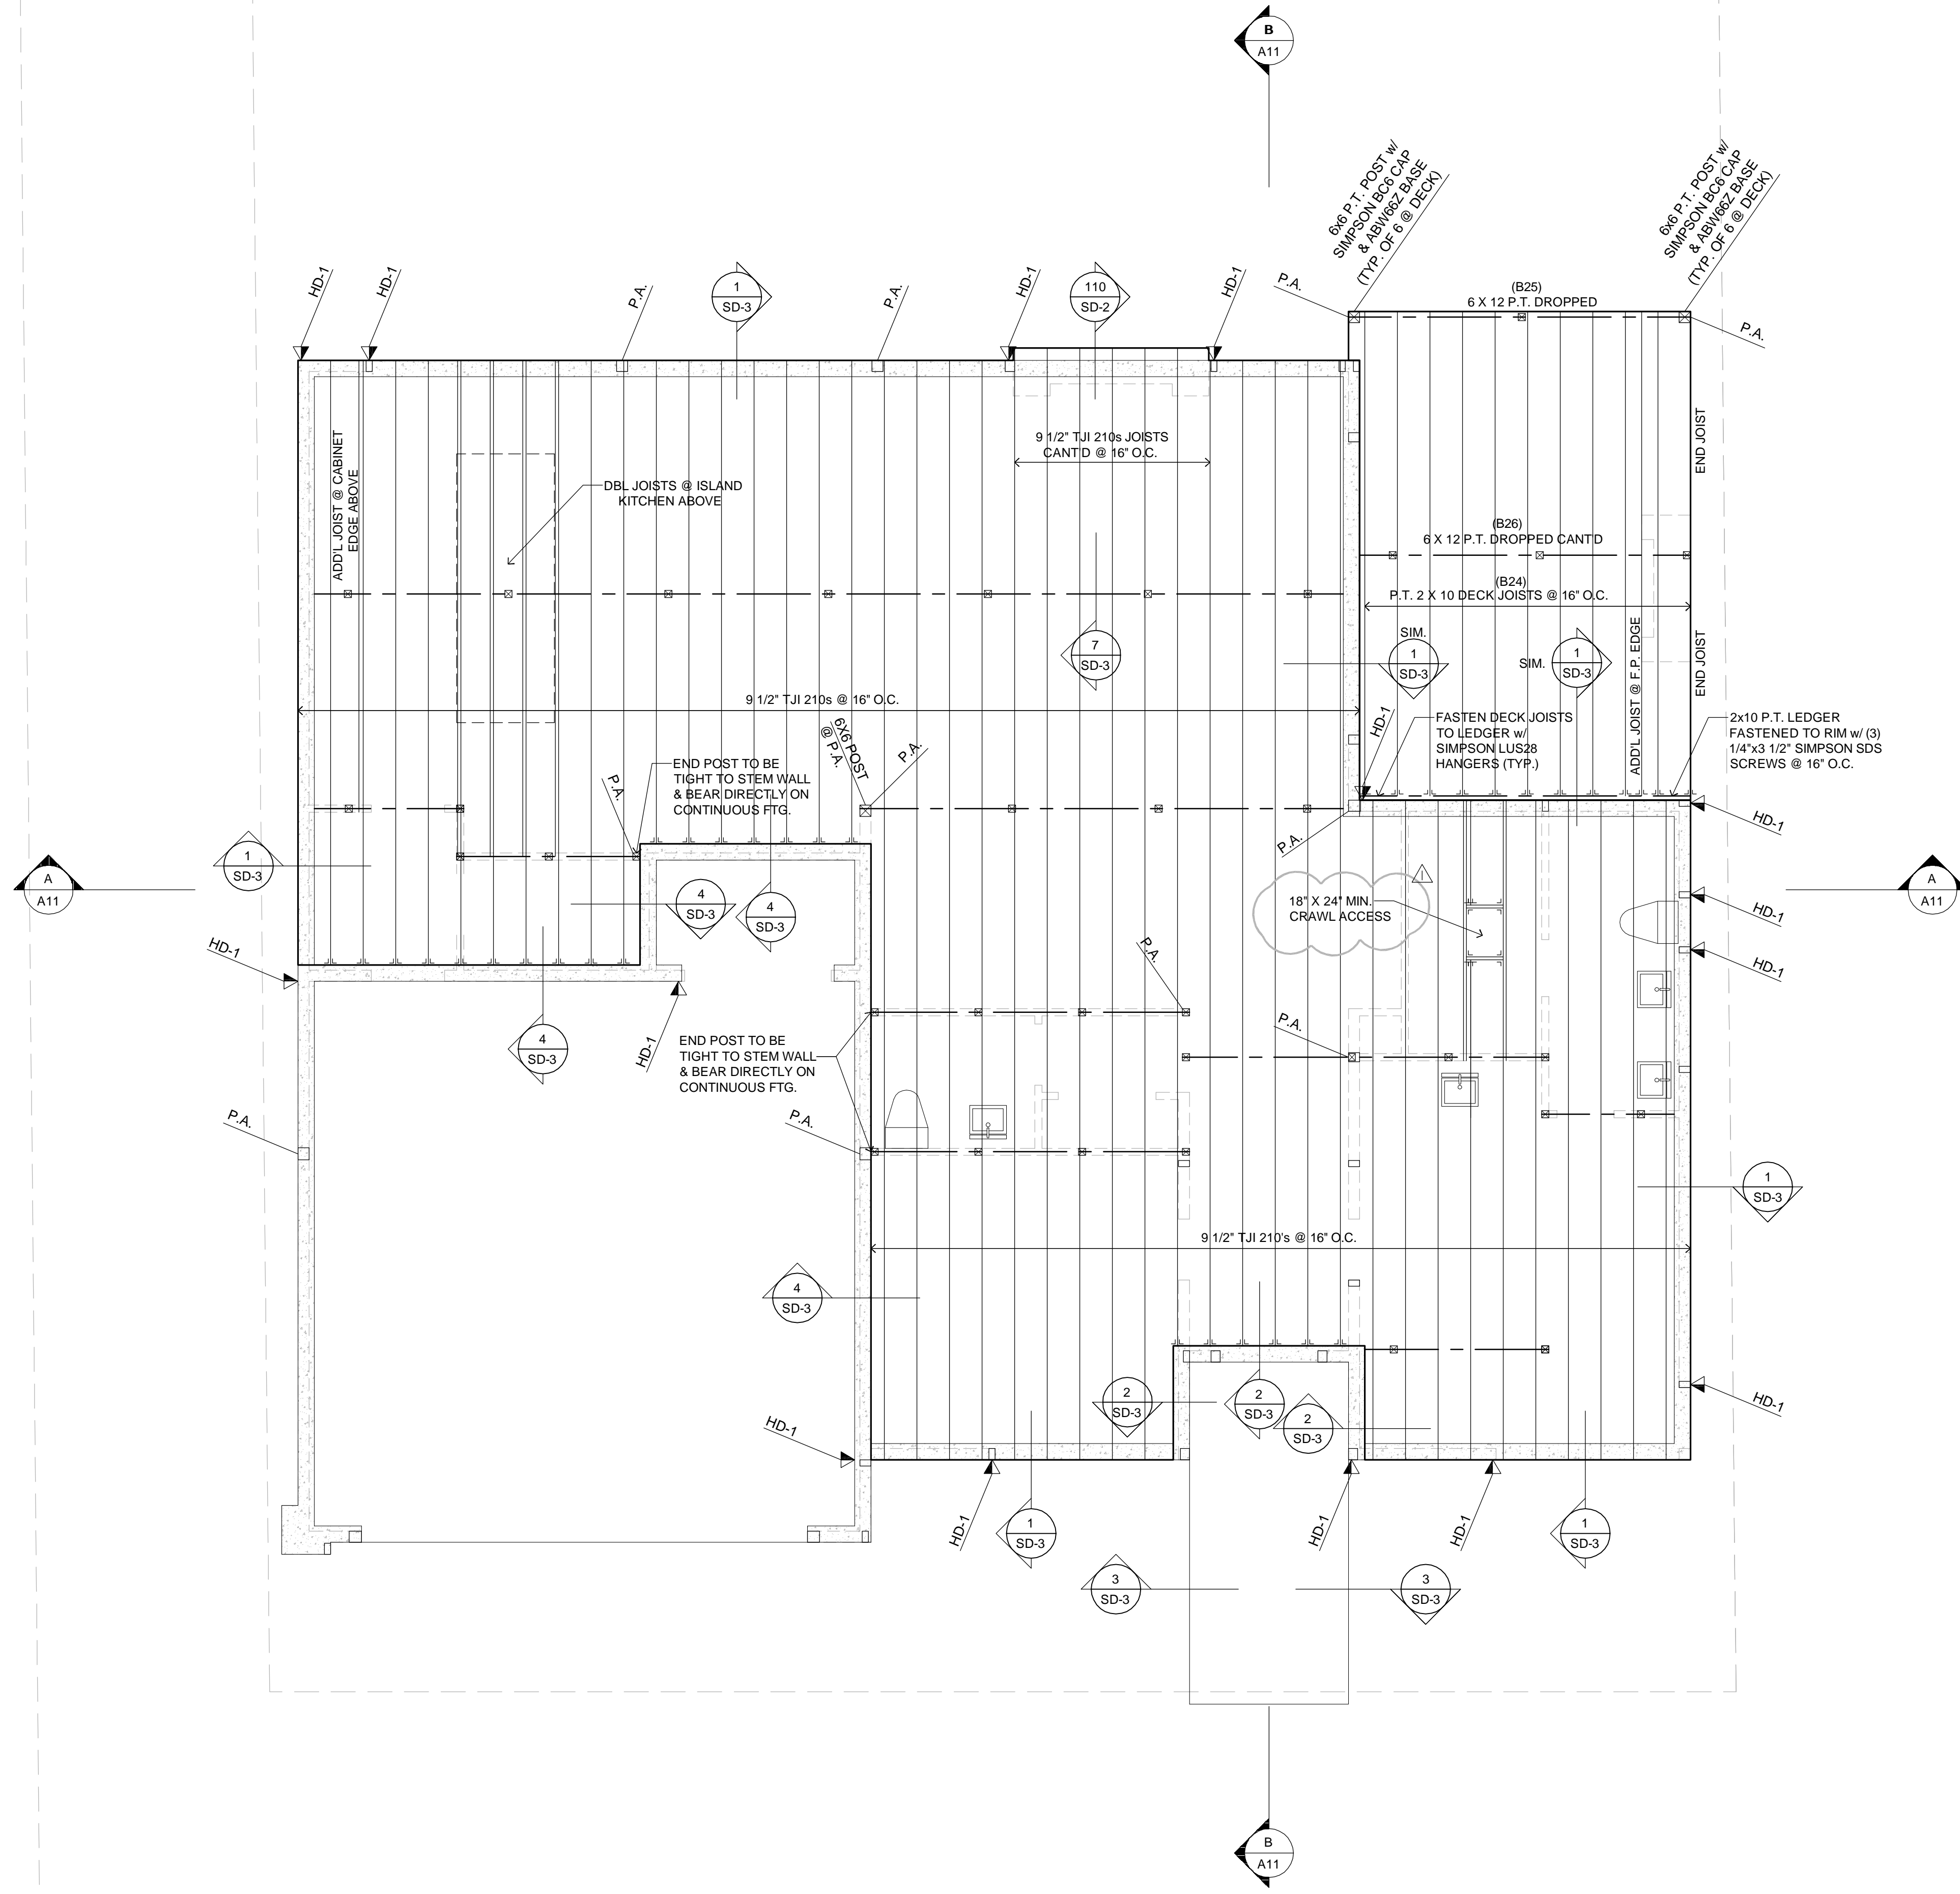 B
A11
6x6 P.T. POST w/
SIMPSON BC6 CAP
& ABW66Z BASE
(TYP. OF 6 @ DECK)
6x6 P.T. POST w/
SIMPSON BC6 CAP
& ABW66Z BASE
(TYP. OF 6 @ DECK)
HD-1
HD-1
P.A.
1
SD-3
P.A.
HD-1
110
SD-2
HD-1
P.A.
(B25)
6 X 12 P.T. DROPPED
P.A.
ADD'L JOIST @ CABINET
EDGE ABOVE
DBL JOISTS @ ISLAND
KITCHEN ABOVE
9 1/2" TJI 210s JOISTS
CANT'D @ 16" O.C.
END JOIST
(B26)
6 X 12 P.T. DROPPED CANT'D
(B24)
P.T. 2 X 10 DECK JOISTS @ 16" O.C.
7
SD-3
SIM.
1
SD-3
SIM.
1
SD-3
ADD'L JOIST @ F.P. EDGE
END JOIST
9 1/2" TJI 210s @ 16" O.C.
6X6 POST
@ P.A.
P.A.
HD-1
FASTEN DECK JOISTS
TO LEDGER w/
SIMPSON LUS28
HANGERS (TYP.)
2x10 P.T. LEDGER
FASTENED TO RIM w/ (3)
1/4"x3 1/2" SIMPSON SDS
SCREWS @ 16" O.C.
P.A.
END POST TO BE
TIGHT TO STEM WALL
& BEAR DIRECTLY ON
CONTINUOUS FTG.
P.A.
HD-1
1
SD-3
A
A11
4
SD-3
4
SD-3
18" X 24" MIN.
CRAWL ACCESS
1
HD-1
A
A11
HD-1
HD-1
P.A.
P.A.
4
SD-3
HD-1
END POST TO BE
TIGHT TO STEM WALL
& BEAR DIRECTLY ON
CONTINUOUS FTG.
P.A.
P.A.
1
SD-3
9 1/2" TJI 210's @ 16" O.C.
4
SD-3
2
SD-3
2
SD-3
2
SD-3
HD-1
HD-1
HD-1
1
SD-3
HD-1
HD-1
1
SD-3
3
SD-3
3
SD-3
B
A11